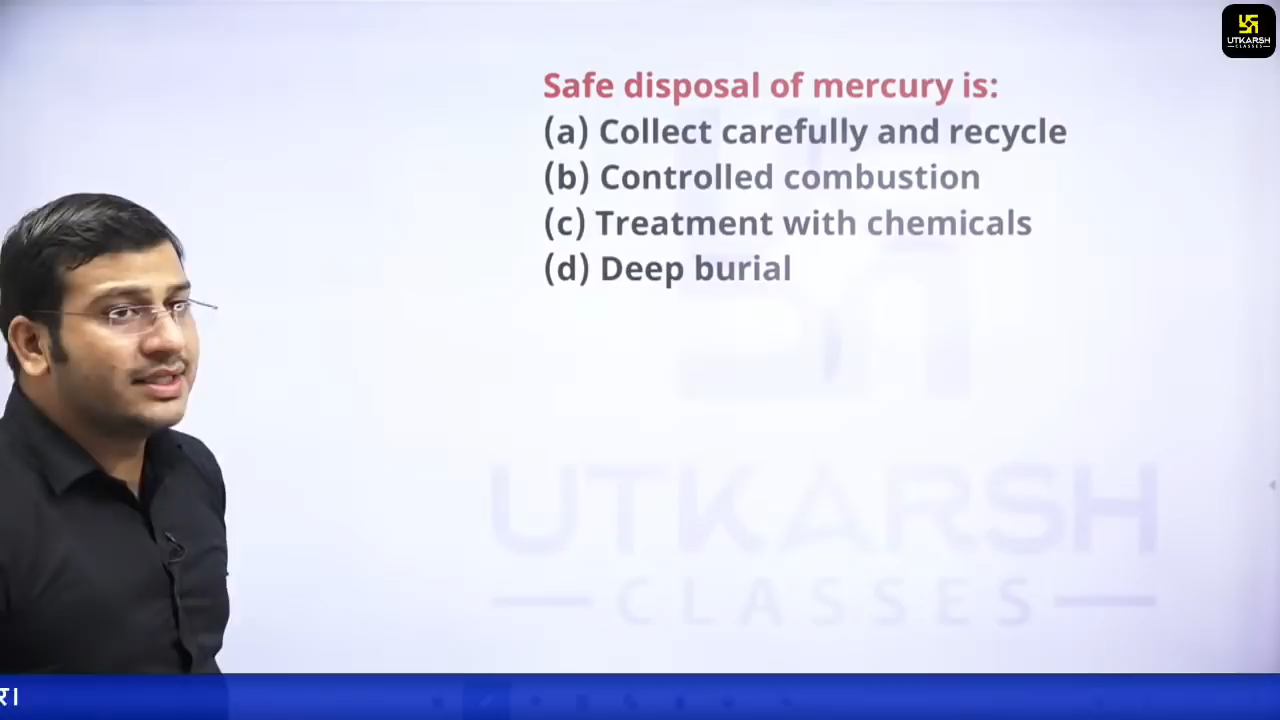 UTKARSH
CLASSES
Safe disposal of mercury is:
(a) Collect carefully and recycle
(b) Controlled combustion
(c) Treatment with chemicals
(d) Deep burial
UTKARSH
CLASSES
र।